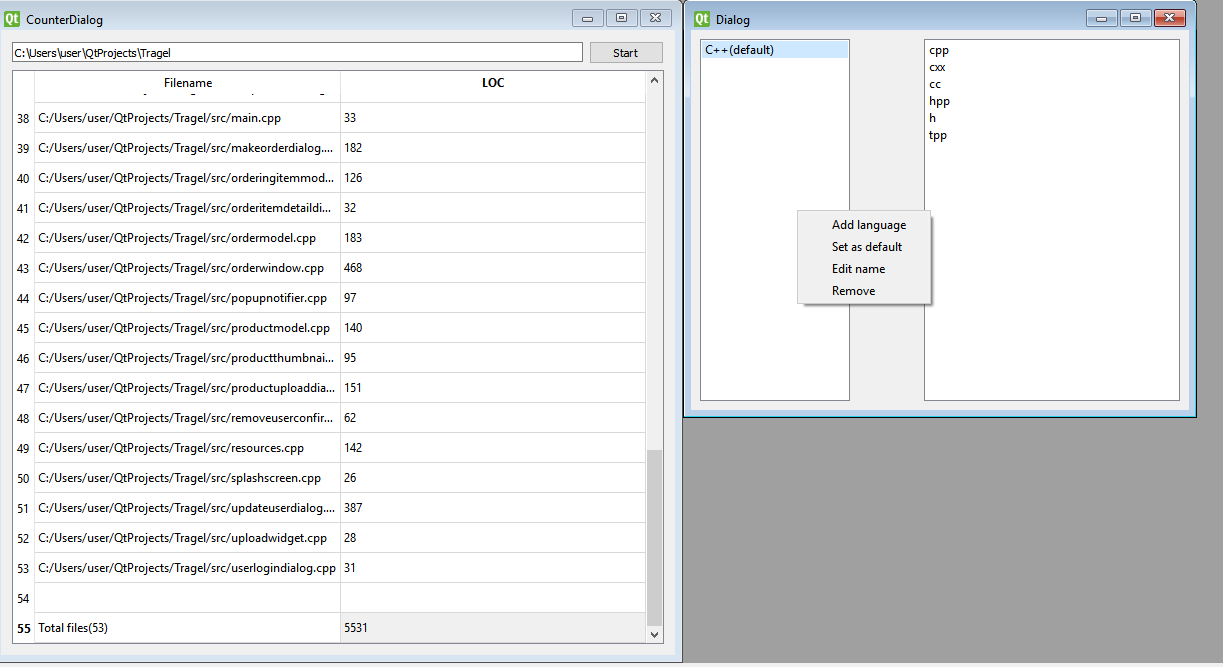 Qt CounterDialog
C:\Users\user\QtProjects\Tragel Start
Filename LOC
38 C:/Users/user/QtProjects/Tragel/src/main.cpp 33
39 C:/Users/user/QtProjects/Tragel/src/makeorderdialog.... 182
40 C:/Users/user/QtProjects/Tragel/src/orderingitemmod... 126
41 C:/Users/user/QtProjects/Tragel/src/orderitemdetaildi... 32
42 C:/Users/user/QtProjects/Tragel/src/ordermodel.cpp 183
43 C:/Users/user/QtProjects/Tragel/src/orderwindow.cpp 468
44 C:/Users/user/QtProjects/Tragel/src/popupnotifier.cpp 97
45 C:/Users/user/QtProjects/Tragel/src/productmodel.cpp 140
46 C:/Users/user/QtProjects/Tragel/src/productthumbnai... 95
47 C:/Users/user/QtProjects/Tragel/src/productuploaddia... 151
48 C:/Users/user/QtProjects/Tragel/src/removeuserconfir... 62
49 C:/Users/user/QtProjects/Tragel/src/resources.cpp 142
50 C:/Users/user/QtProjects/Tragel/src/splashscreen.cpp 26
51 C:/Users/user/QtProjects/Tragel/src/updateuserdialog.... 387
52 C:/Users/user/QtProjects/Tragel/src/uploadwidget.cpp 28
53 C:/Users/user/QtProjects/Tragel/src/userlogindialog.cpp 31
54
55 Total files(53) 5531
Qt Dialog
C++(default)
cpp
cxx
cc
hpp
h
tpp
Add language
Set as default
Edit name
Remove